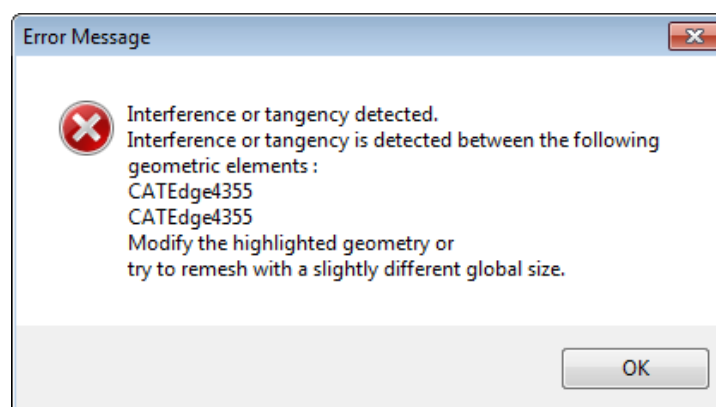 Error Message
Interference or tangency detected.
Interference or tangency is detected between the following
geometric elements :
CATEdge4355
CATEdge4355
Modify the highlighted geometry or
try to remesh with a slightly different global size.
OK